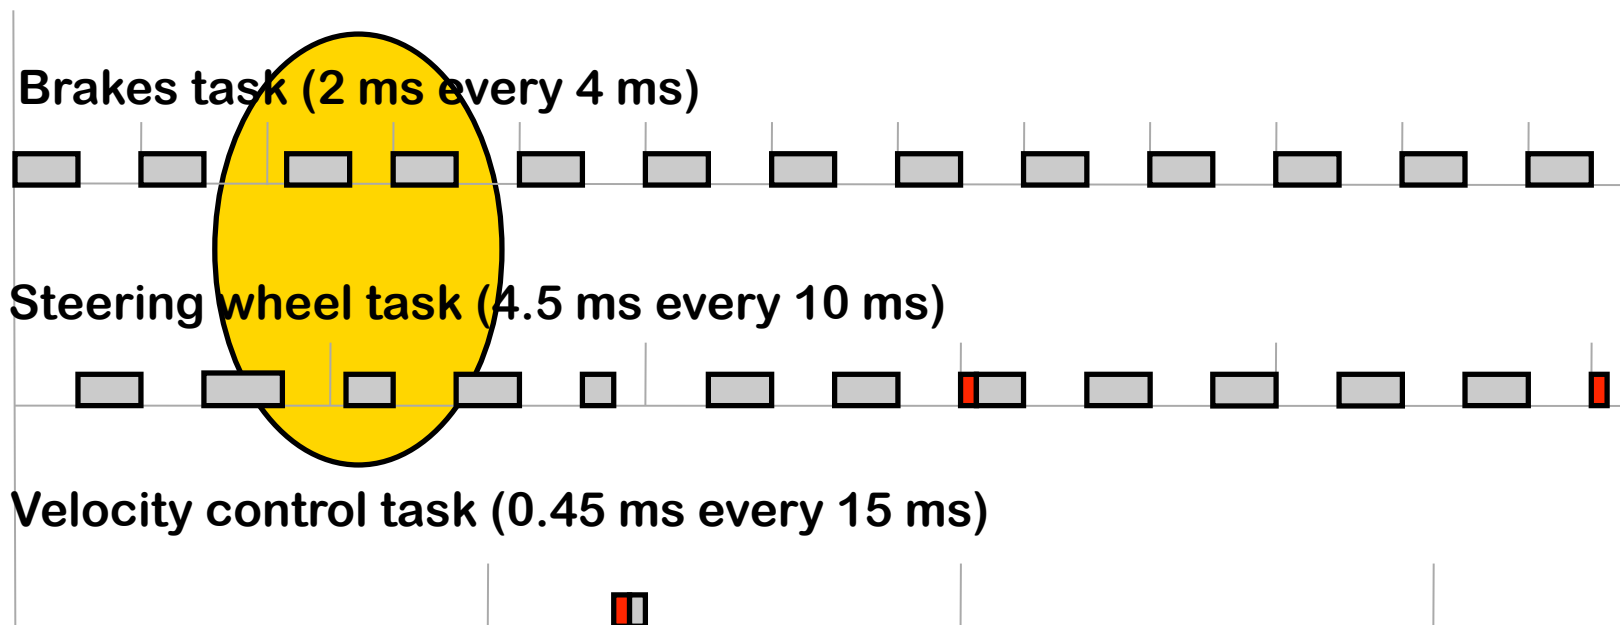 Brakes task (2 ms every 4 ms)
Steering wheel task (4.5 ms every 10 ms)
Velocity control task (0.45 ms every 15 ms)